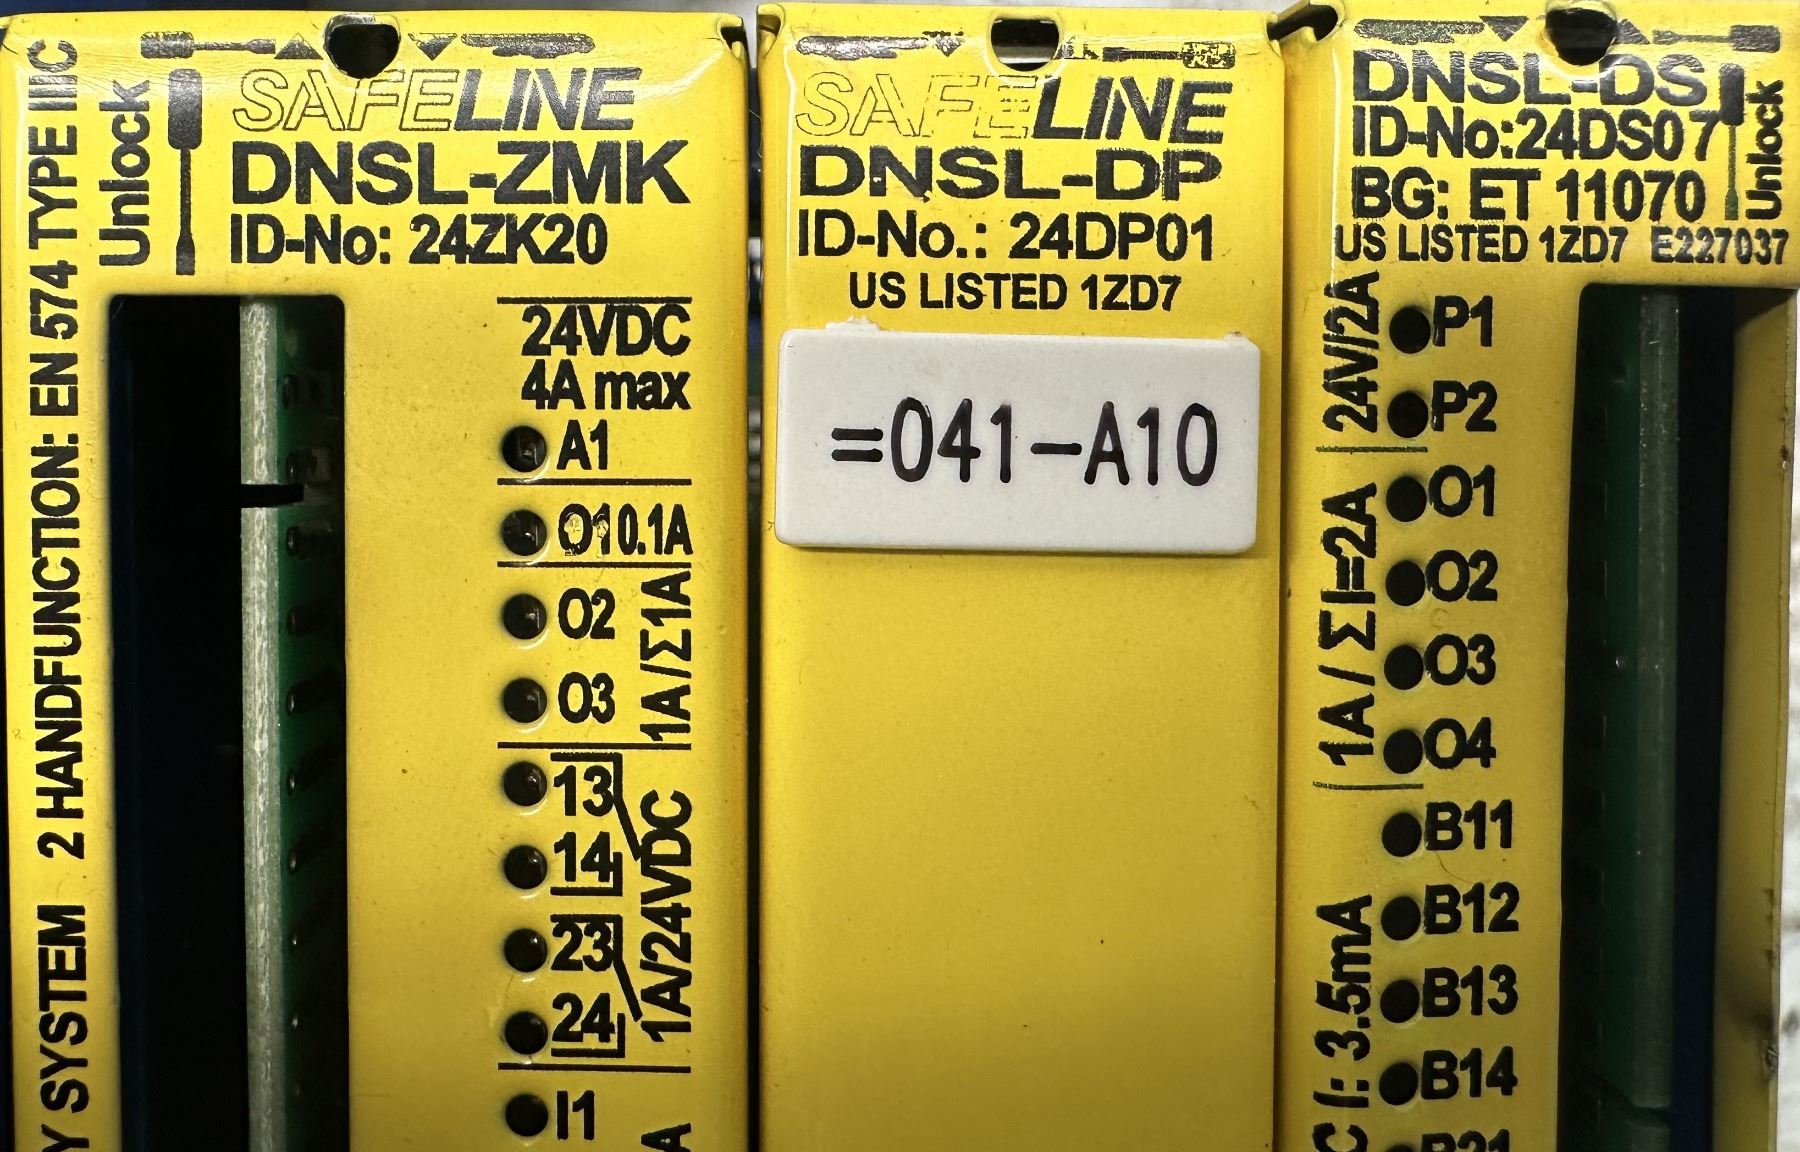 2 HANDFUNCTION: EN 574 TYPE IIIC
SYSTEM
Unlock
SAFELINE
DNSL-ZMK
ID-No: 24ZK20
24VDC
4A max
A1
O1 0.1A
O2
O3
1A / Σ1A
13
14
23
24
1A/24VDC
I1
A
SAFELINE
DNSL-DP
ID-No.: 24DP01
US LISTED 1ZD7
=041-A10
DNSL-DS
ID-No:24DS07
BG: ET 11070
US LISTED 1ZD7 E227037
Unlock
24V/2A
P1
P2
1A / ΣI=2A
O1
O2
O3
O4
B11
B12
B13
B14
I: 3.5mA